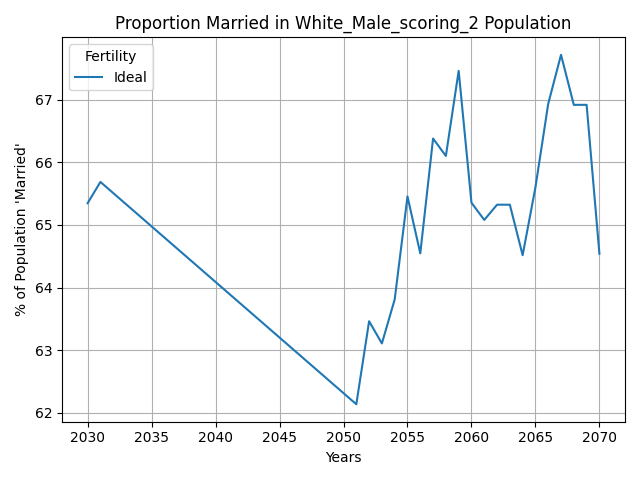 Proportion Married in White_Male_scoring_2 Population
Fertility
Ideal
% of Population 'Married'
67
66
65
64
63
62
2030 2035 2040 2045 2050 2055 2060 2065 2070
Years